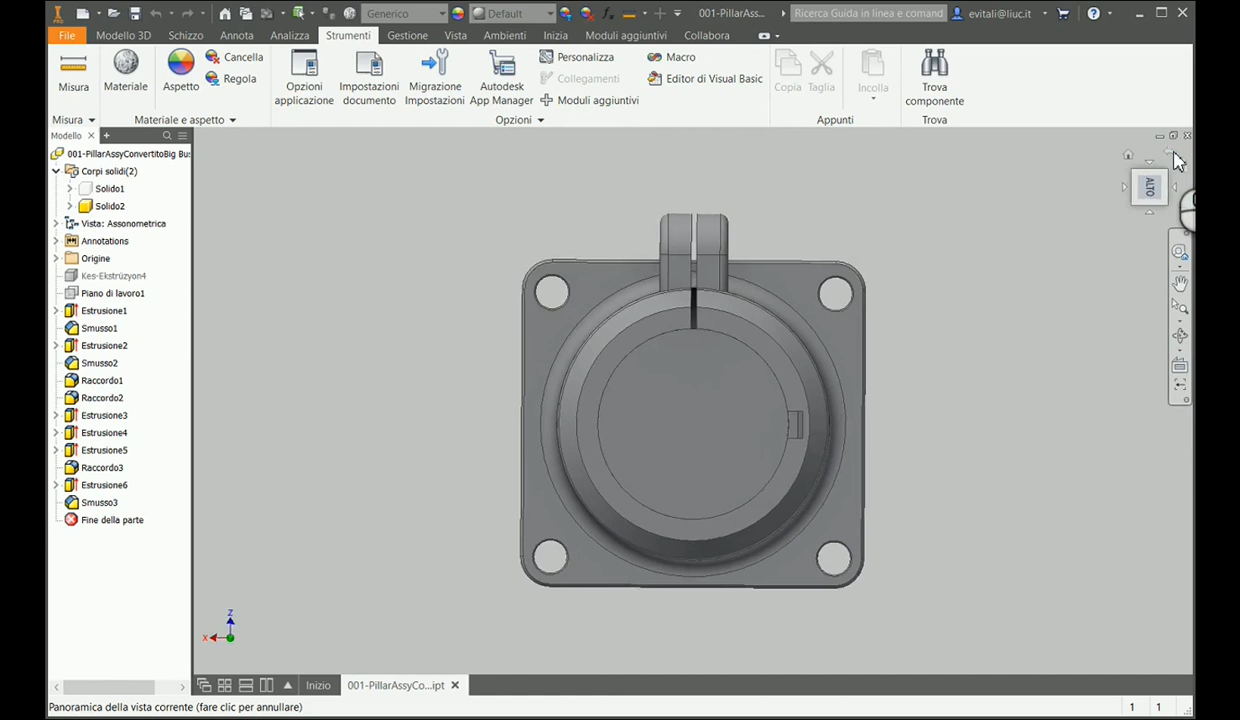 Generico
Default
001-PillarAss...
Ricerca Guida in linea e comand
evitali@liuc.it
File
Modello 3D
Schizzo
Annota
Analizza
Strumenti
Gestione
Vista
Ambienti
Inizia
Moduli aggiuntivi
Collabora
Misura
Materiale
Aspetto
Cancella
Regola
Opzioni
applicazione
Impostazioni
documento
Migrazione
Impostazioni
Autodesk
App Manager
Personalizza
Collegamenti
Moduli aggiuntivi
Macro
Editor di Visual Basic
Copia
Taglia
Incolla
Trova
componente
Misura
Materiale e aspetto
Opzioni
Appunti
Trova
Modello
001-PillarAssyConvertitoBig Bu
Corpi solidi(2)
Solido1
Solido2
Vista: Assonometrica
Annotations
Origine
Kes-Ekstrüzyon4
Piano di lavoro1
Estrusione1
Smusso1
Estrusione2
Smusso2
Raccordo1
Raccordo2
Estrusione3
Estrusione4
Estrusione5
Raccordo3
Estrusione6
Smusso3
Fine della parte
ALTO
Z
X
Inizio
001-PillarAssyCo...ipt
Panoramica della vista corrente (fare clic per annullare)
1
1